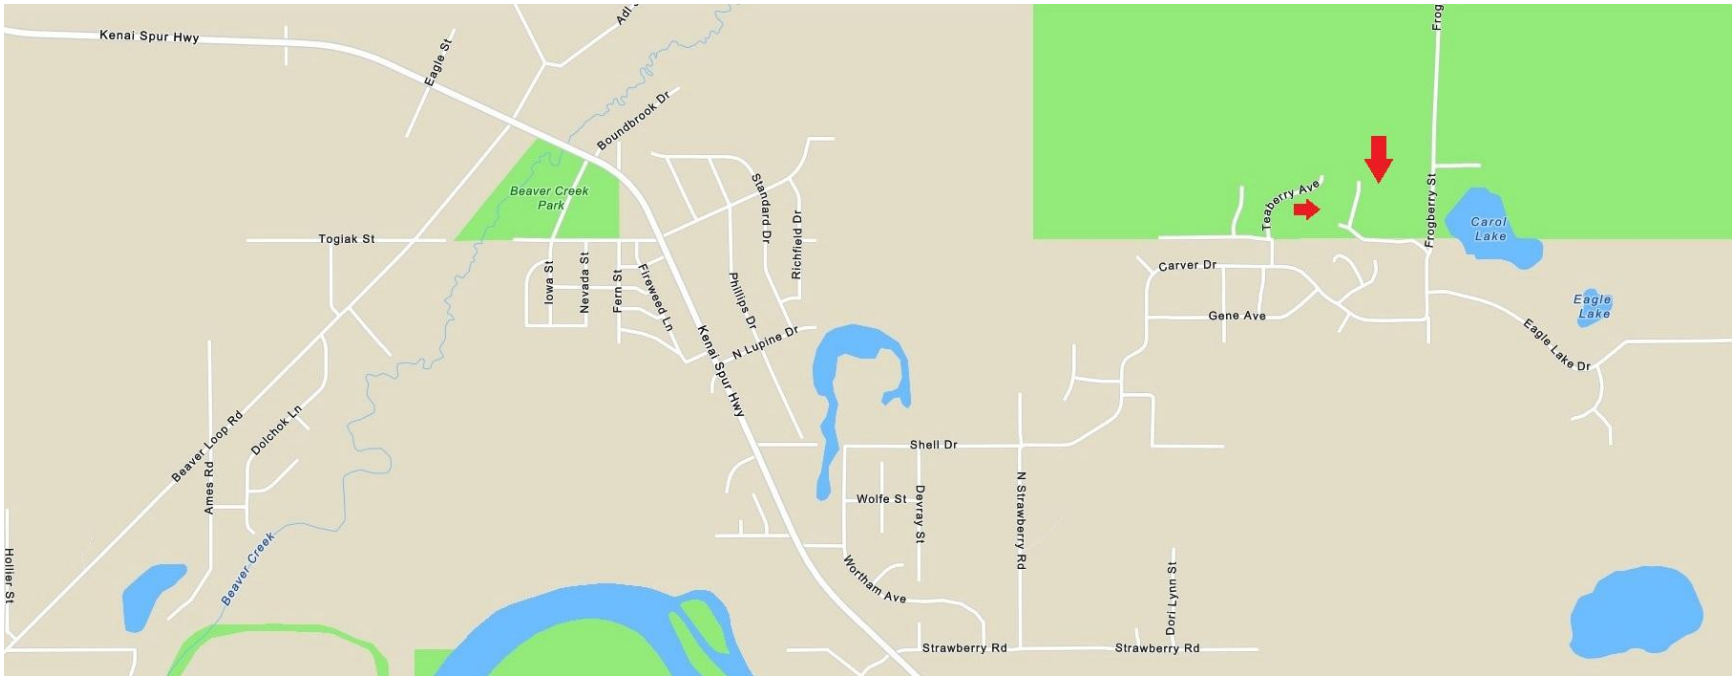 Kenai Spur Hwy
Eagle St
Adl
Frog
Boundbrook Dr
Beaver Creek
Park
Togiak St
Standard Dr
Richfield Dr
Teaberry Ave
Frogberry St
Carol
Lake
Iowa St
Nevada St
Fern St
Fireweed Ln
Phillips Dr
Carver Dr
Gene Ave
Eagle
Lake
Eagle Lake Dr
N Lupine Dr
Kenai Spur Hwy
Beaver Loop Rd
Dolchok Ln
Ames Rd
Shell Dr
Wolfe St
Devray St
N Strawberry Rd
Beaver Creek
Hollier St
Wortham Ave
Dori Lynn St
Strawberry Rd
Strawberry Rd